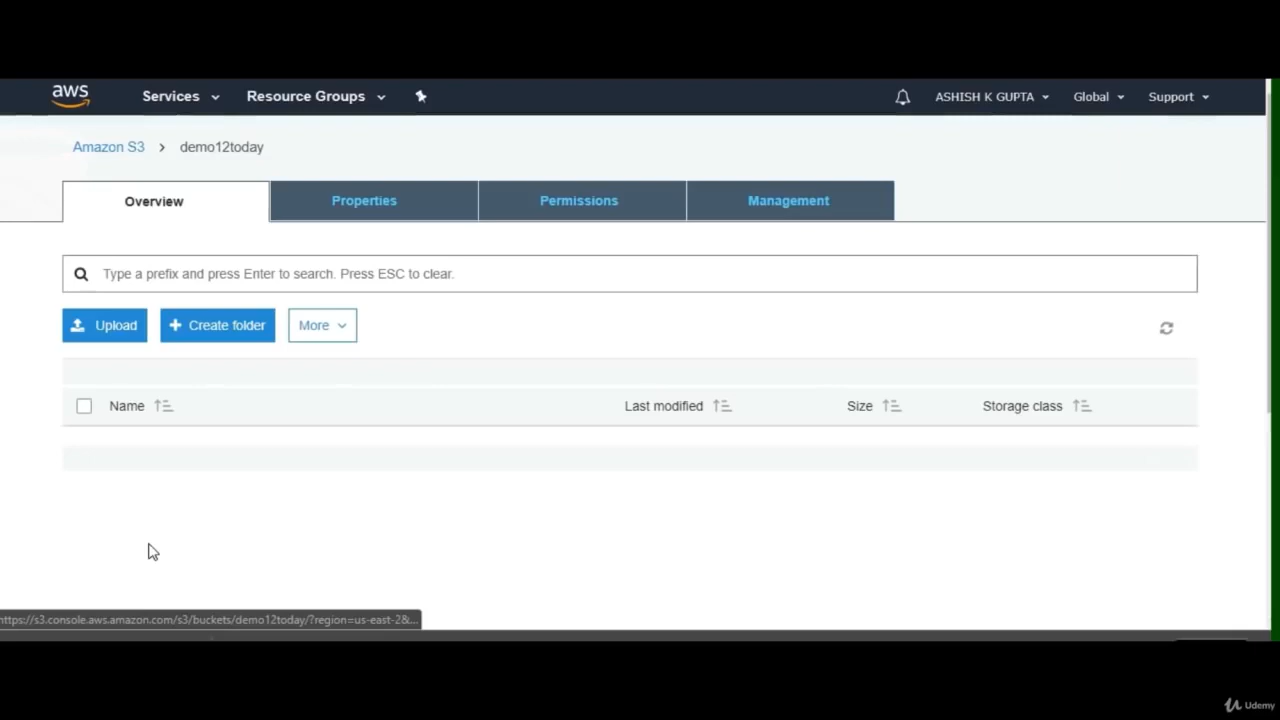 aws Services Resource Groups ASHISH K GUPTA Global Support
Amazon S3 > demo12today
Overview Properties Permissions Management
Type a prefix and press Enter to search. Press ESC to clear.
Upload + Create folder More
Name Last modified Size Storage class
https://s3.console.aws.amazon.com/s3/buckets/demo12today/?region=us-east-2&...
Udemy